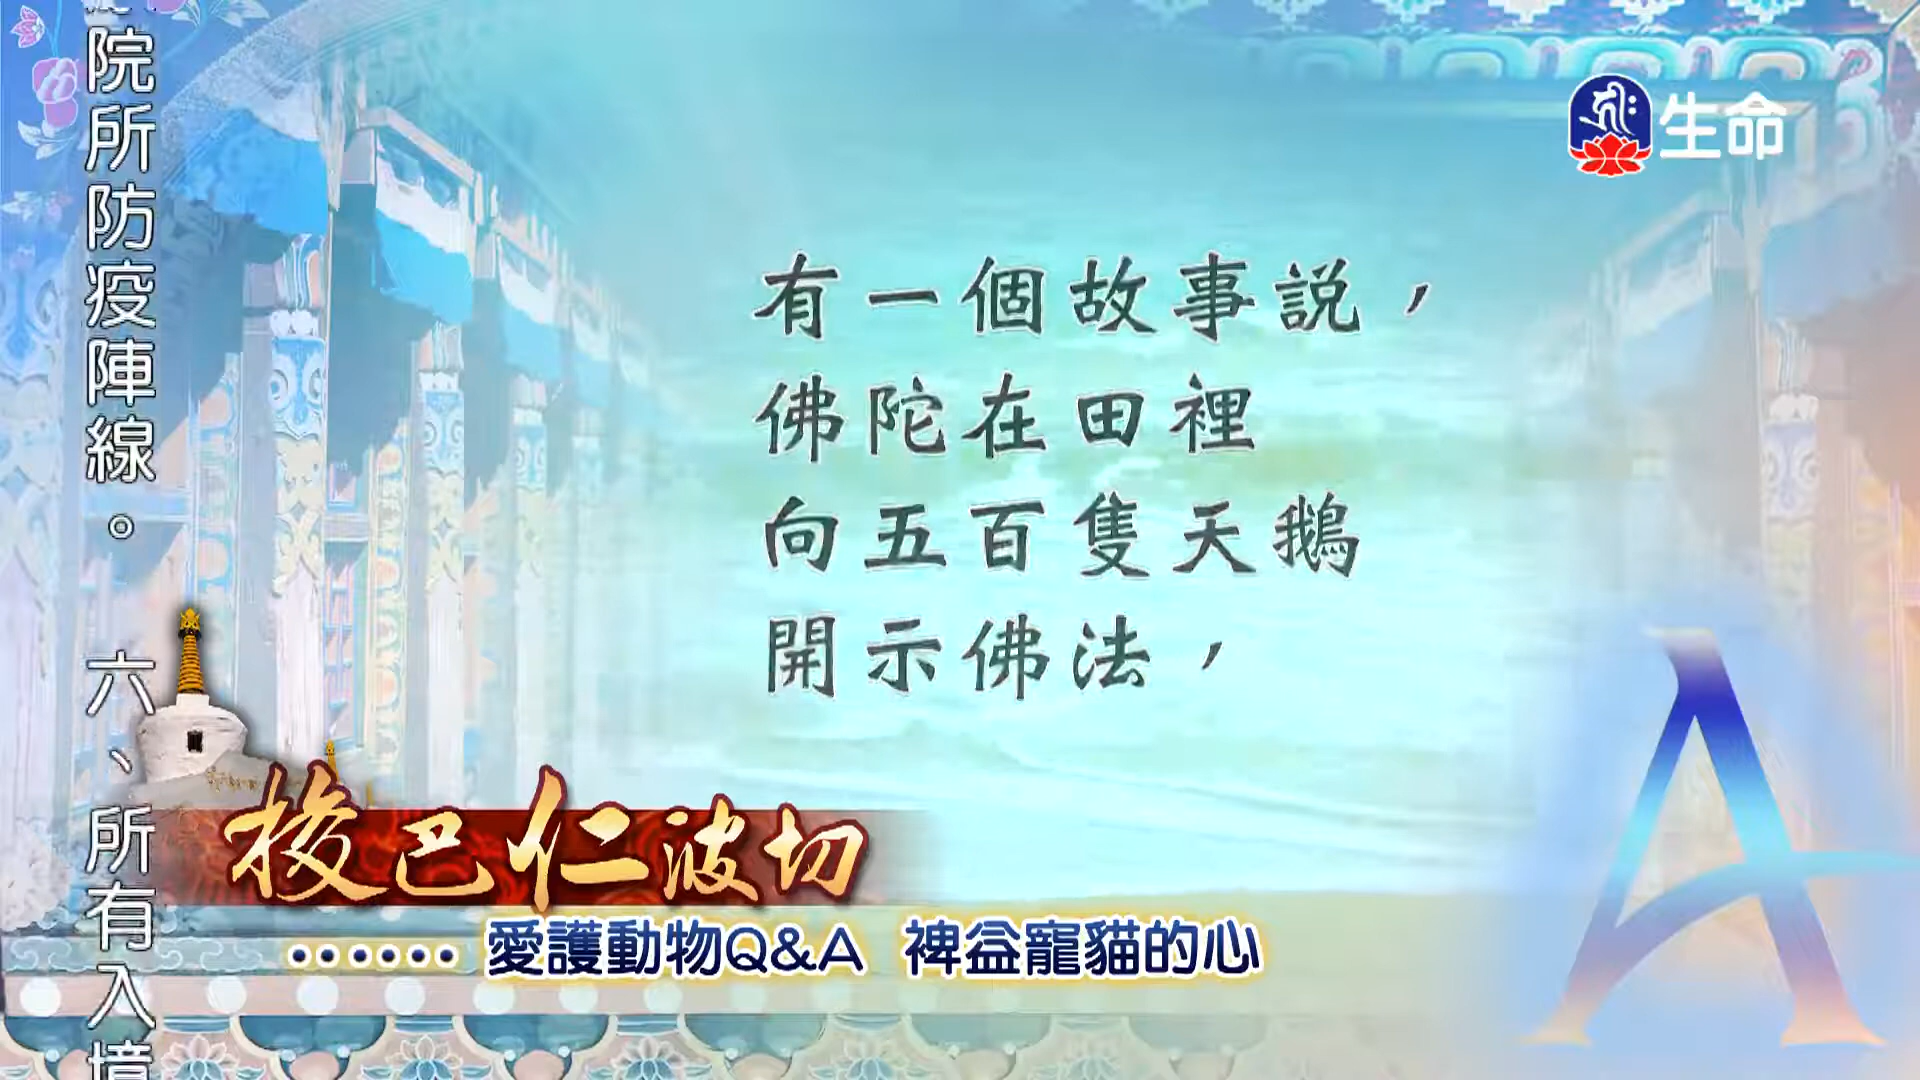 院所防疫陣線。 六、所有入境
生命
有一個故事説，
佛陀在田裡
向五百隻天鵝
開示佛法，
梭巴仁波切
……愛護動物Q&A 裨益寵貓的心
A